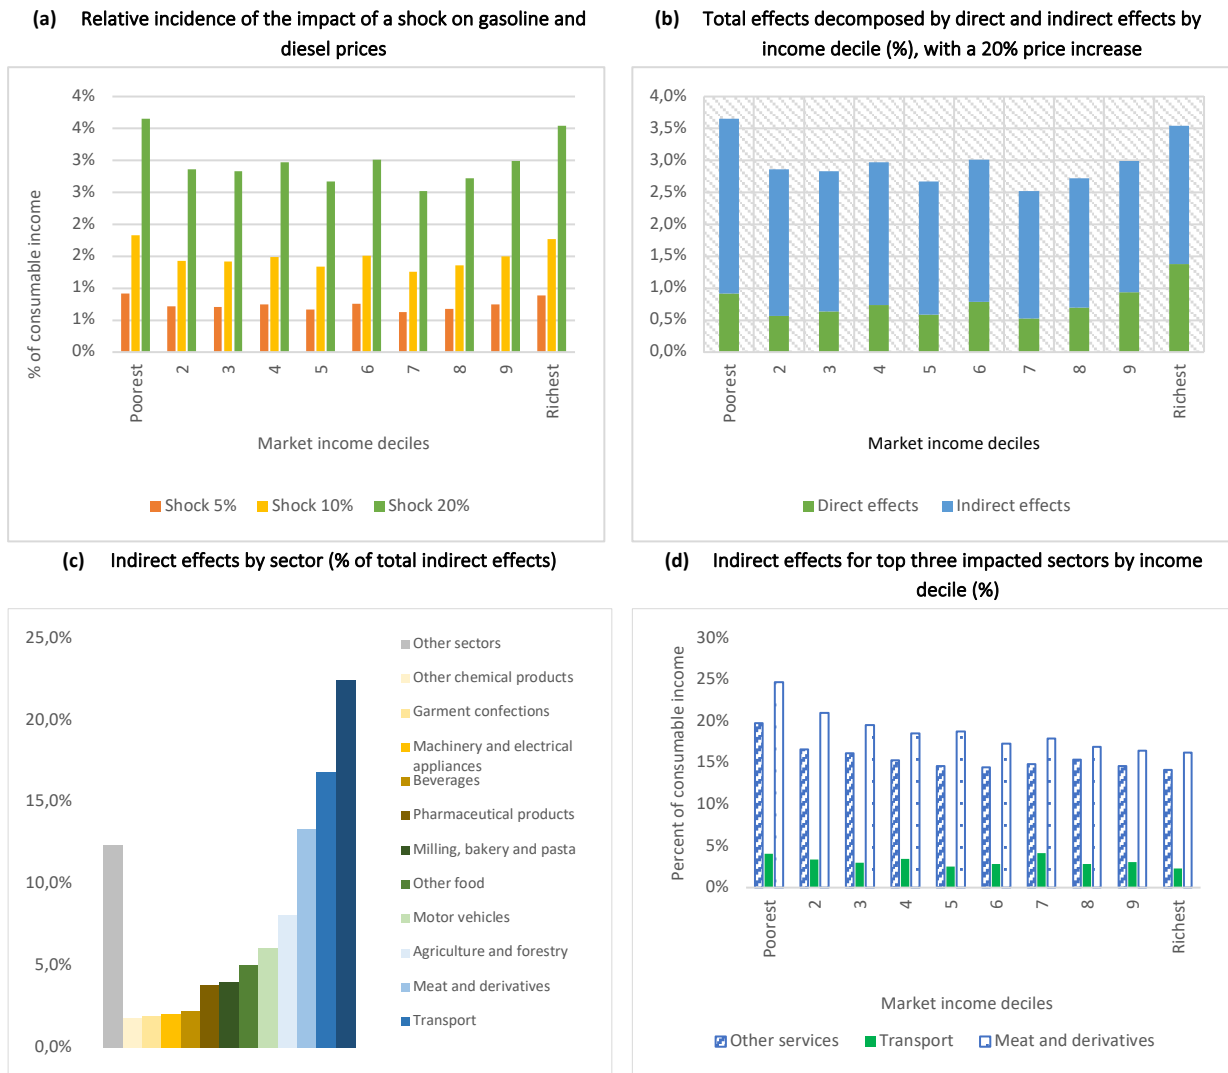 (a) Relative incidence of the impact of a shock on gasoline and
diesel prices
4%
4%
3%
3%
2%
2%
1%
1%
0%
% of consumable income
Poorest
2
3
4
5
6
7
8
9
Richest
Market income deciles
Shock 5%
Shock 10%
Shock 20%
(b) Total effects decomposed by direct and indirect effects by
income decile (%), with a 20% price increase
4,0%
3,5%
3,0%
2,5%
2,0%
1,5%
1,0%
0,5%
0,0%
Poorest
2
3
4
5
6
7
8
9
Richest
Market income deciles
Direct effects
Indirect effects
(c) Indirect effects by sector (% of total indirect effects)
25,0%
20,0%
15,0%
10,0%
5,0%
0,0%
Other sectors
Other chemical products
Garment confections
Machinery and electrical
appliances
Beverages
Pharmaceutical products
Milling, bakery and pasta
Other food
Motor vehicles
Agriculture and forestry
Meat and derivatives
Transport
(d) Indirect effects for top three impacted sectors by income
decile (%)
30%
25%
20%
15%
10%
5%
0%
Percent of consumable income
Poorest
2
3
4
5
6
7
8
9
Richest
Market income deciles
Other services
Transport
Meat and derivatives